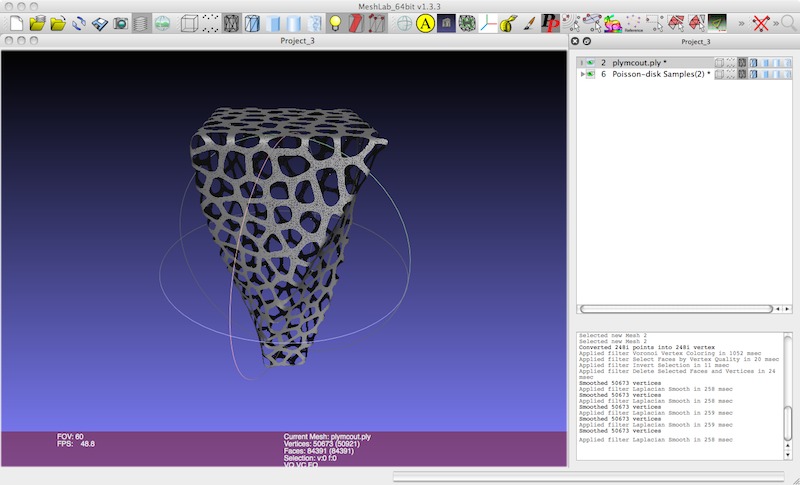 MeshLab_64bit v1.3.3
Project_3
Project_3
2 plymcout.ply *
6 Poisson-disk Samples(2) *
Selected new Mesh 2
Selected new Mesh 2
Converted 248i points into 248i vertex
Applied filter Voronoi Vertex Coloring in 1052 msec
Applied filter Select Faces by Vertex Quality in 20 msec
Applied filter Invert Selection in 11 msec
Applied filter Delete Selected Faces and Vertices in 24
msec
Smoothed 50673 vertices
Applied filter Laplacian Smooth in 258 msec
Smoothed 50673 vertices
Applied filter Laplacian Smooth in 258 msec
Smoothed 50673 vertices
Applied filter Laplacian Smooth in 259 msec
Smoothed 50673 vertices
Applied filter Laplacian Smooth in 259 msec
Smoothed 50673 vertices
Applied filter Laplacian Smooth in 258 msec
FOV: 60
FPS: 48.8
Current Mesh: plymcout.ply
Vertices: 50673 (50921)
Faces: 84391 (84391)
Selection: v:0 f:0
VQ VC FQ